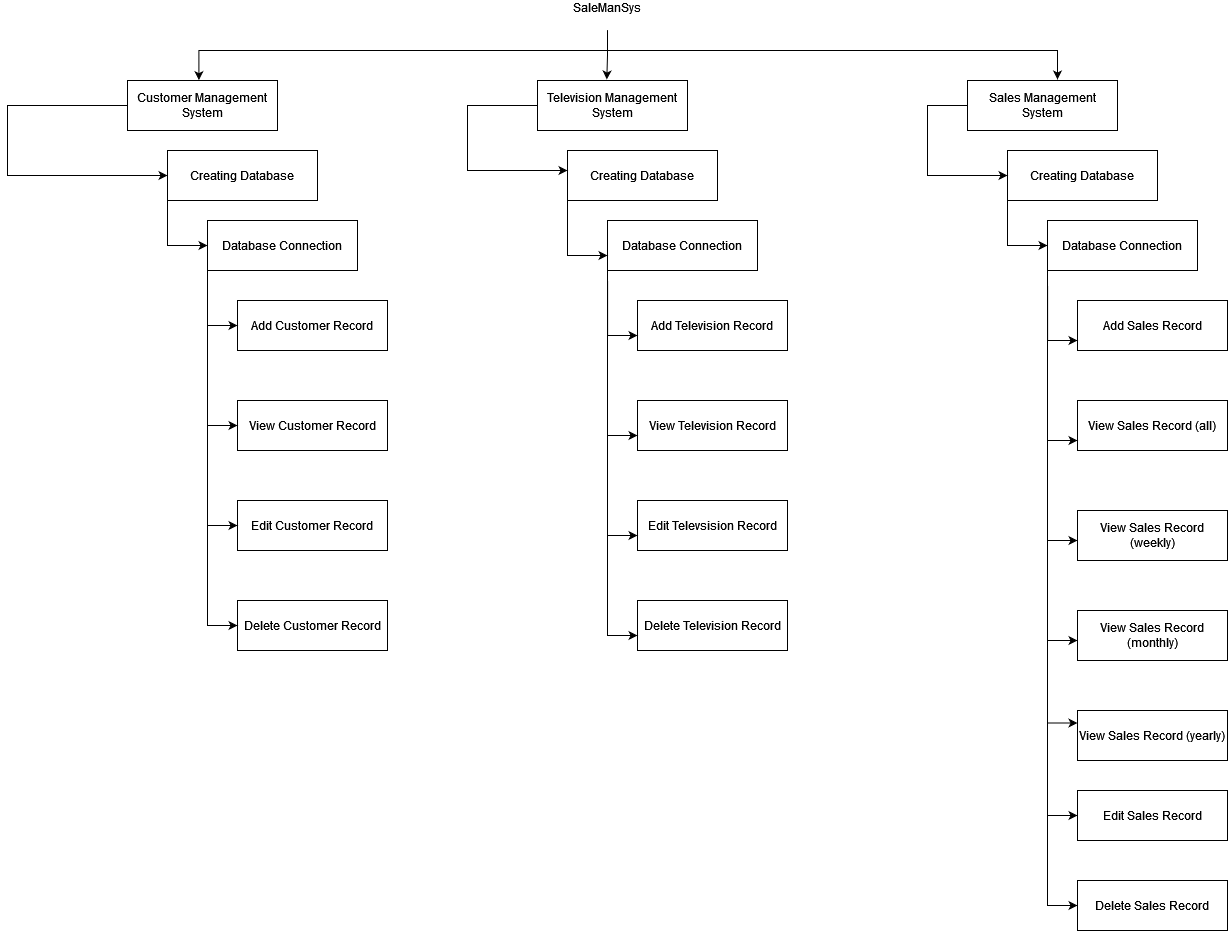 SaleManSys
Customer Management
System
Television Management
System
Sales Management
System
Creating Database
Creating Database
Creating Database
Database Connection
Database Connection
Database Connection
Add Customer Record
Add Television Record
Add Sales Record
View Customer Record
View Television Record
View Sales Record (all)
Edit Customer Record
Edit Televsision Record
View Sales Record
(weekly)
Delete Customer Record
Delete Television Record
View Sales Record
(monthly)
View Sales Record (yearly)
Edit Sales Record
Delete Sales Record